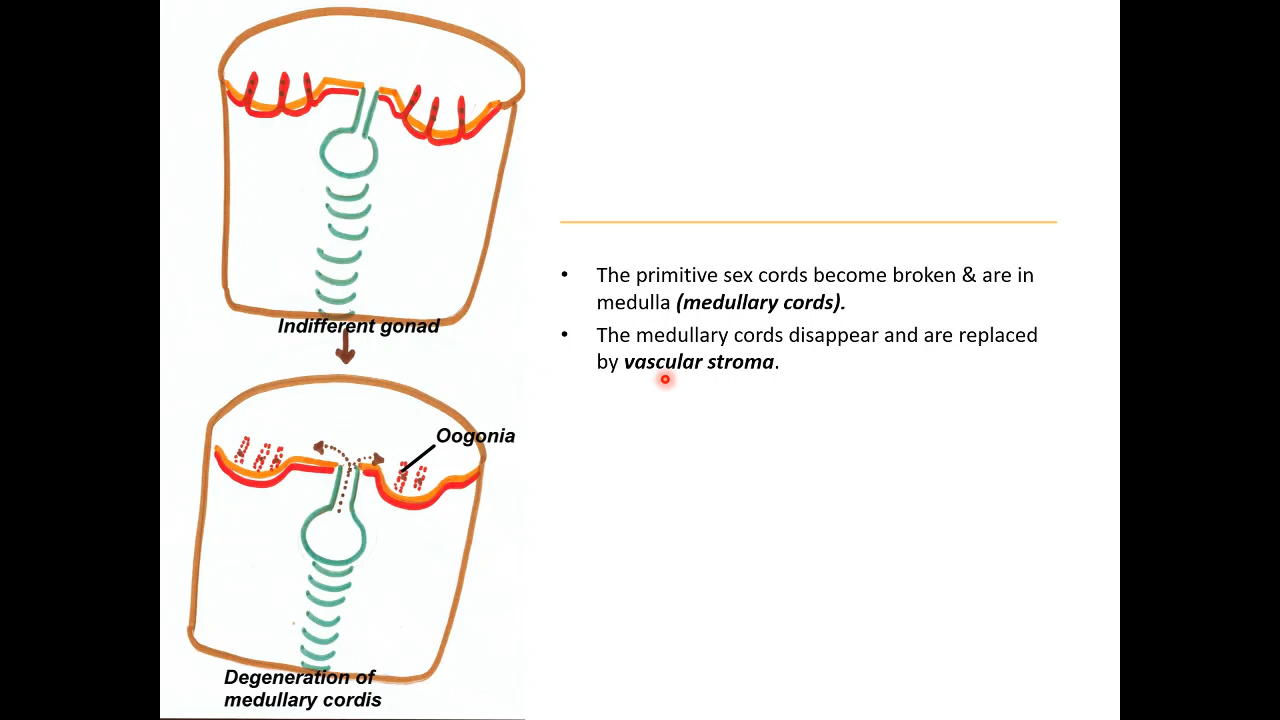 Indifferent gonad
Oogonia
Degeneration of
medullary cordis
• The primitive sex cords become broken & are in
medulla (medullary cords).
• The medullary cords disappear and are replaced
by vascular stroma.